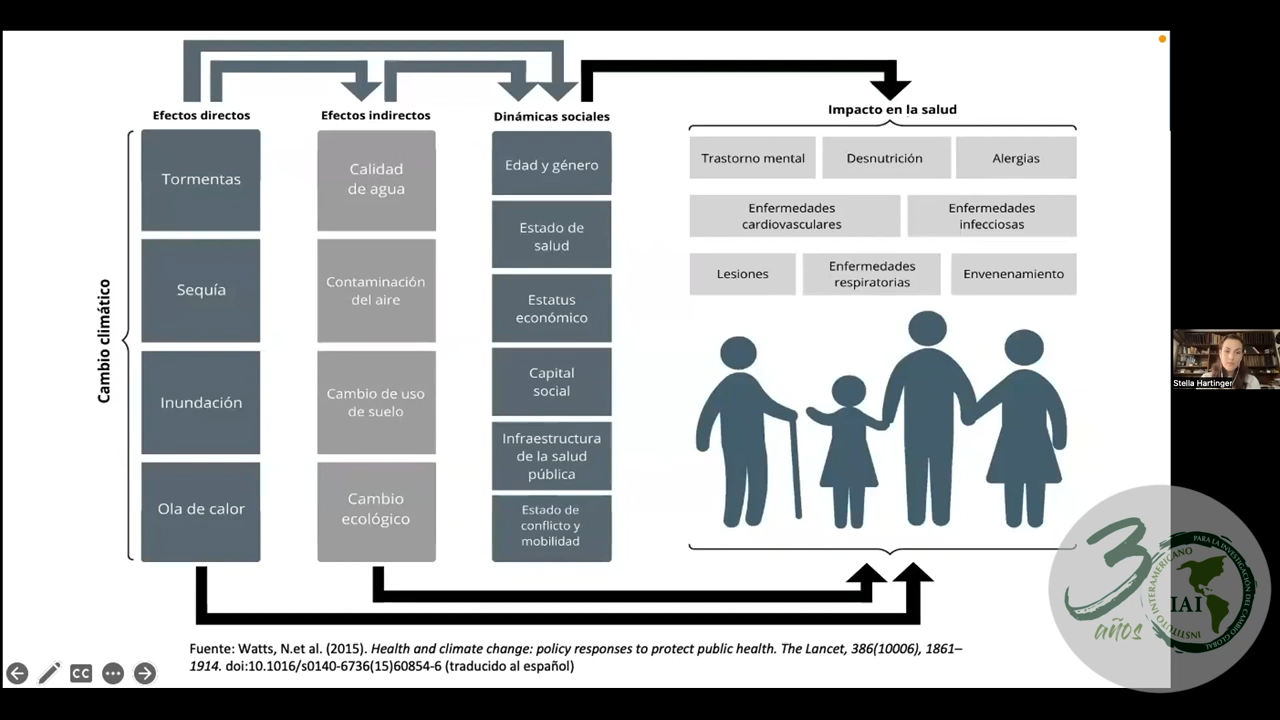 Efectos directos
Efectos indirectos
Dinámicas sociales
Impacto en la salud
Cambio climático
Tormentas
Sequía
Inundación
Ola de calor
Calidad
de agua
Contaminación
del aire
Cambio de uso
de suelo
Cambio
ecológico
Edad y género
Estado de
salud
Estatus
económico
Capital
social
Infraestructura
de la salud
pública
Estado de
conflicto y
mobilidad
Trastorno mental
Desnutrición
Alergias
Enfermedades
cardiovasculares
Enfermedades
infecciosas
Lesiones
Enfermedades
respiratorias
Envenenamiento
Stella Hartinger
Fuente: Watts, N.et al. (2015). Health and climate change: policy responses to protect public health. The Lancet, 386(10006), 1861–
1914. doi:10.1016/s0140-6736(15)60854-6 (traducido al español)
CC
3
años
IAI
INSTITUTO INTERAMERICANO
PARA LA INVESTIGACIÓN DEL CAMBIO GLOBAL